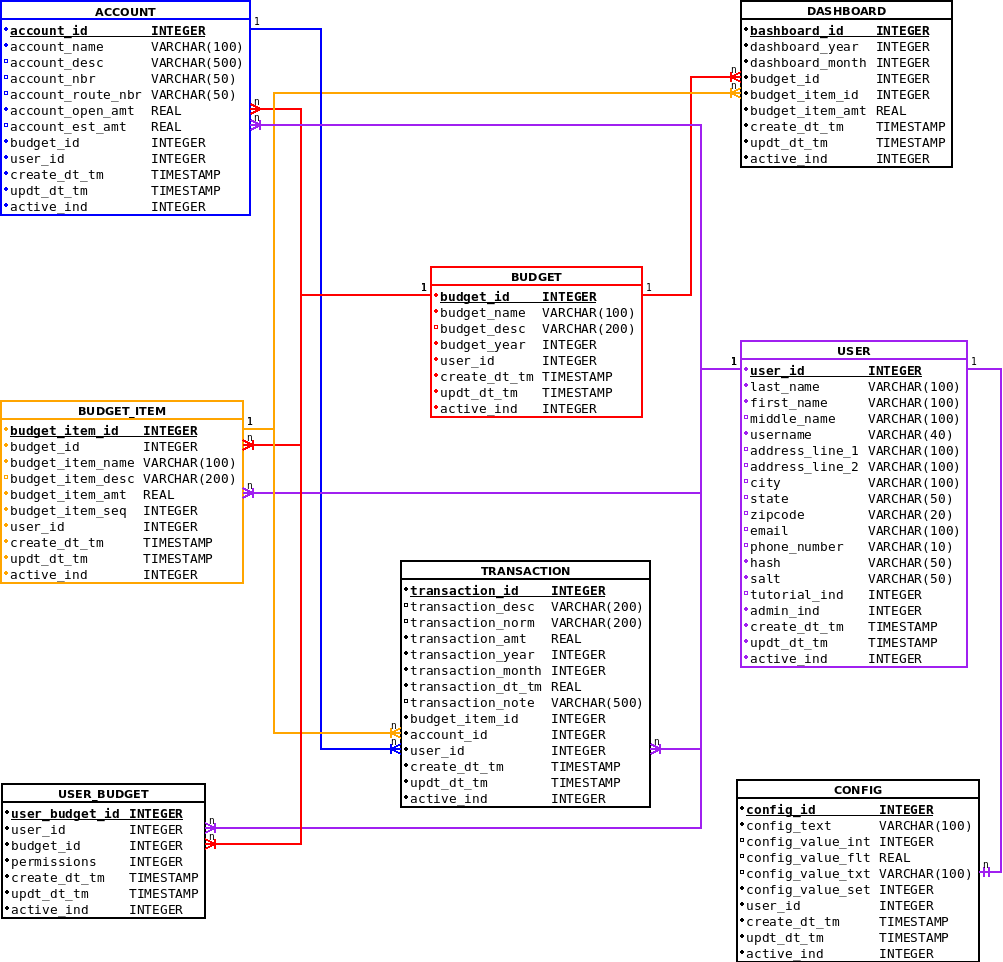 ACCOUNT
account_id INTEGER
account_name VARCHAR(100)
account_desc VARCHAR(500)
account_nbr VARCHAR(50)
account_route_nbr VARCHAR(50)
account_open_amt REAL
account_est_amt REAL
budget_id INTEGER
user_id INTEGER
create_dt_tm TIMESTAMP
updt_dt_tm TIMESTAMP
active_ind INTEGER
1
n
n
DASHBOARD
bashboard_id INTEGER
dashboard_year INTEGER
dashboard_month INTEGER
budget_id INTEGER
budget_item_id INTEGER
budget_item_amt REAL
create_dt_tm TIMESTAMP
updt_dt_tm TIMESTAMP
active_ind INTEGER
n
n
BUDGET
budget_id INTEGER
budget_name VARCHAR(100)
budget_desc VARCHAR(200)
budget_year INTEGER
user_id INTEGER
create_dt_tm TIMESTAMP
updt_dt_tm TIMESTAMP
active_ind INTEGER
1
1
USER
user_id INTEGER
last_name VARCHAR(100)
first_name VARCHAR(100)
middle_name VARCHAR(100)
username VARCHAR(40)
address_line_1 VARCHAR(100)
address_line_2 VARCHAR(100)
city VARCHAR(100)
state VARCHAR(50)
zipcode VARCHAR(20)
email VARCHAR(100)
phone_number VARCHAR(10)
hash VARCHAR(50)
salt VARCHAR(50)
tutorial_ind INTEGER
admin_ind INTEGER
create_dt_tm TIMESTAMP
updt_dt_tm TIMESTAMP
active_ind INTEGER
1
1
BUDGET_ITEM
budget_item_id INTEGER
budget_id INTEGER
budget_item_name VARCHAR(100)
budget_item_desc VARCHAR(200)
budget_item_amt REAL
budget_item_seq INTEGER
user_id INTEGER
create_dt_tm TIMESTAMP
updt_dt_tm TIMESTAMP
active_ind INTEGER
1
n
n
TRANSACTION
transaction_id INTEGER
transaction_desc VARCHAR(200)
transaction_norm VARCHAR(200)
transaction_amt REAL
transaction_year INTEGER
transaction_month INTEGER
transaction_dt_tm REAL
transaction_note VARCHAR(500)
budget_item_id INTEGER
account_id INTEGER
user_id INTEGER
create_dt_tm TIMESTAMP
updt_dt_tm TIMESTAMP
active_ind INTEGER
n
n
n
USER_BUDGET
user_budget_id INTEGER
user_id INTEGER
budget_id INTEGER
permissions INTEGER
create_dt_tm TIMESTAMP
updt_dt_tm TIMESTAMP
active_ind INTEGER
n
n
CONFIG
config_id INTEGER
config_text VARCHAR(100)
config_value_int INTEGER
config_value_flt REAL
config_value_txt VARCHAR(100)
config_value_set INTEGER
user_id INTEGER
create_dt_tm TIMESTAMP
updt_dt_tm TIMESTAMP
active_ind INTEGER
n